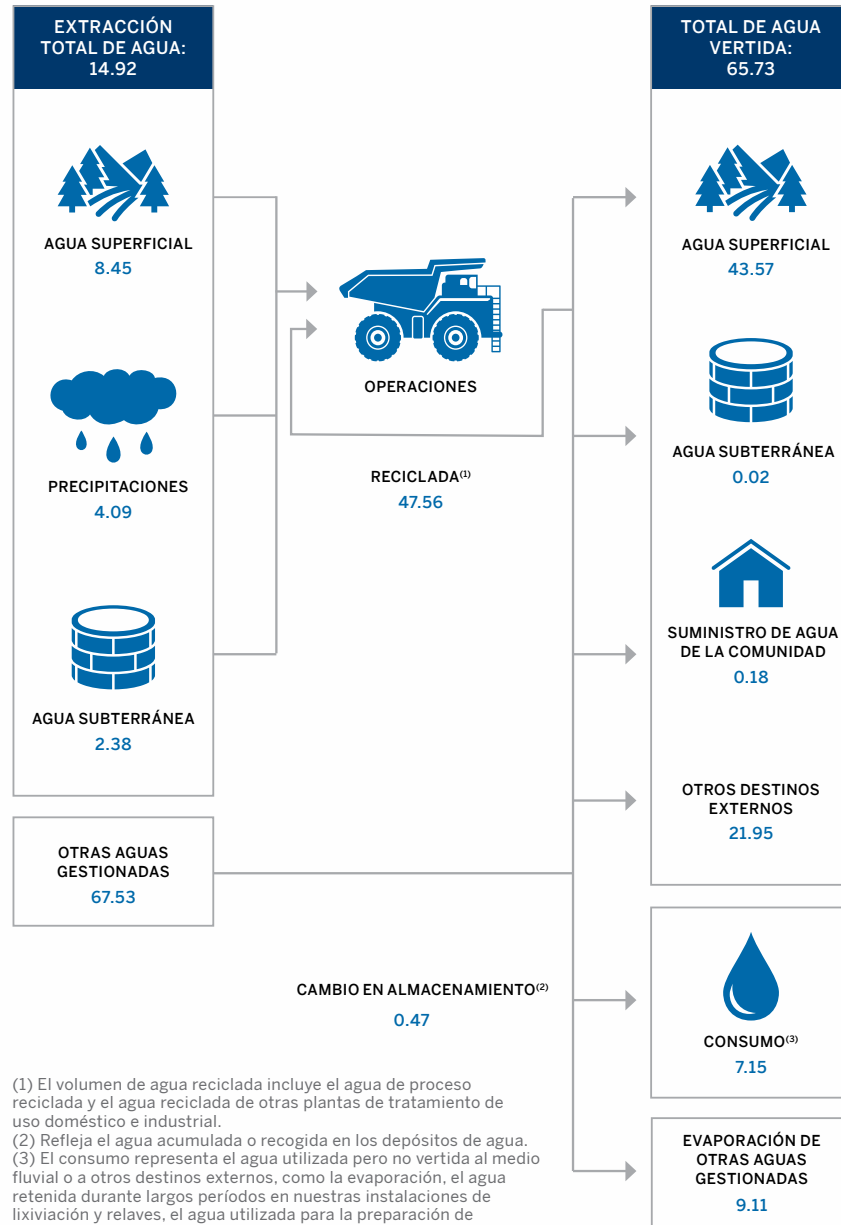 EXTRACCIÓN
TOTAL DE AGUA:
14.92
AGUA SUPERFICIAL
8.45
PRECIPITACIONES
4.09
AGUA SUBTERRÁNEA
2.38
OTRAS AGUAS
GESTIONADAS
67.53
OPERACIONES
RECICLADA(1)
47.56
CAMBIO EN ALMACENAMIENTO(2)
0.47
TOTAL DE AGUA
VERTIDA:
65.73
AGUA SUPERFICIAL
43.57
AGUA SUBTERRÁNEA
0.02
SUMINISTRO DE AGUA
DE LA COMUNIDAD
0.18
OTROS DESTINOS
EXTERNOS
21.95
CONSUMO(3)
7.15
EVAPORACIÓN DE
OTRAS AGUAS
GESTIONADAS
9.11
(1) El volumen de agua reciclada incluye el agua de proceso
reciclada y el agua reciclada de otras plantas de tratamiento de
uso doméstico e industrial.
(2) Refleja el agua acumulada o recogida en los depósitos de agua.
(3) El consumo representa el agua utilizada pero no vertida al medio
fluvial o a otros destinos externos, como la evaporación, el agua
retenida durante largos períodos en nuestras instalaciones de
lixiviación y relaves, el agua utilizada para la preparación de